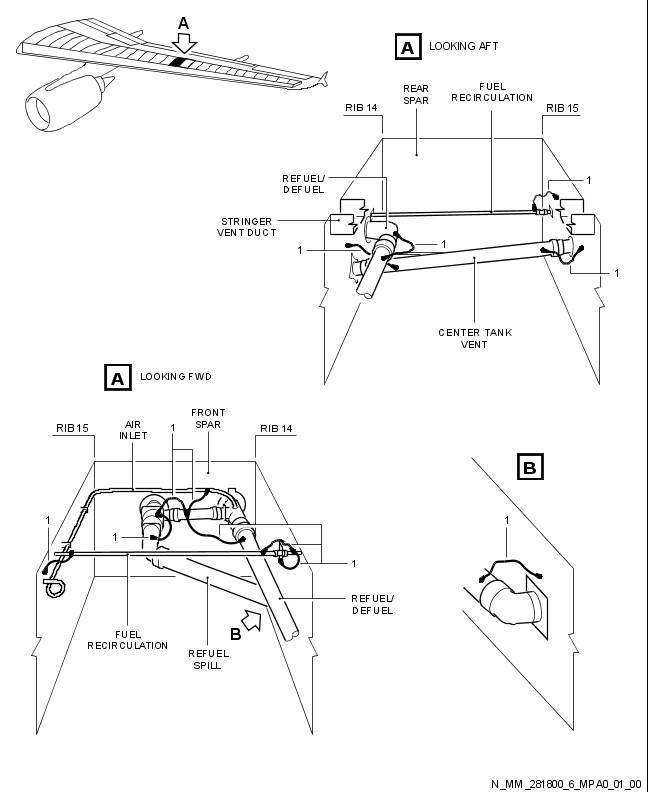 A
A LOOKING AFT
REAR
SPAR
FUEL
RECIRCULATION
RIB 14
RIB 15
REFUEL/
DEFUEL
1
STRINGER
VENT DUCT
1
1
1
CENTER TANK
VENT
A LOOKING FWD
RIB 15
AIR
INLET
1
FRONT
SPAR
RIB 14
B
1
1
1
1
REFUEL/
DEFUEL
B
FUEL
RECIRCULATION
REFUEL
SPILL
N_MM_281800_6_MPA0_01_00